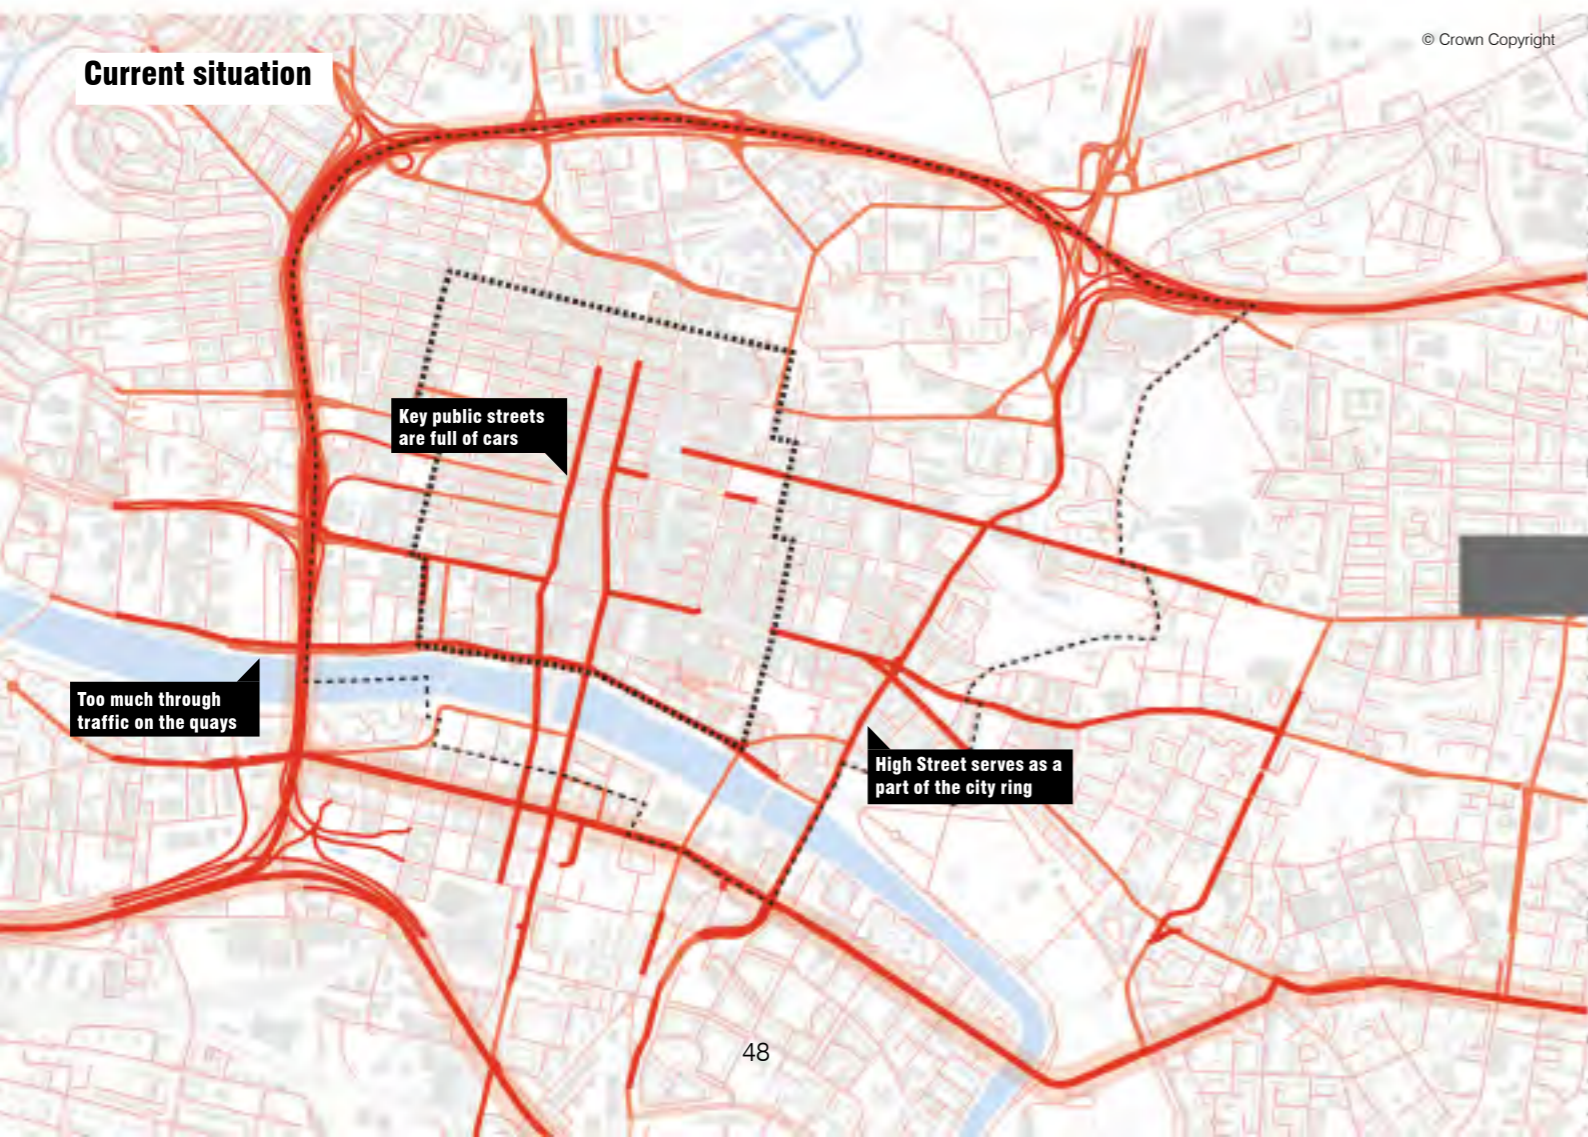 © Crown Copyright
Current situation
Key public streets
are full of cars
Too much through
traffic on the quays
High Street serves as a
part of the city ring
48